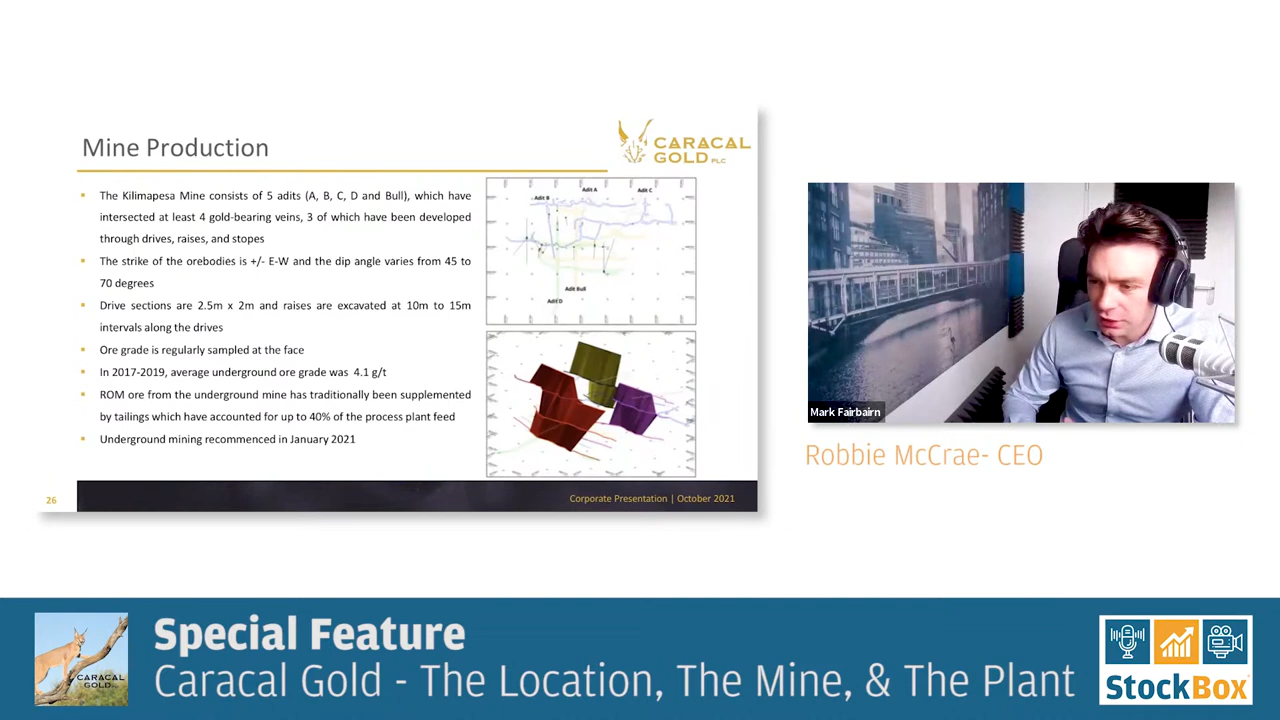 Mine Production
CARACAL
GOLD PLC
The Kilimapesa Mine consists of 5 adits (A, B, C, D and Bull), which have
intersected at least 4 gold-bearing veins, 3 of which have been developed
through drives, raises, and stopes
The strike of the orebodies is +/- E-W and the dip angle varies from 45 to
70 degrees
Drive sections are 2.5m x 2m and raises are excavated at 10m to 15m
intervals along the drives
Ore grade is regularly sampled at the face
In 2017-2019, average underground ore grade was 4.1 g/t
ROM ore from the underground mine has traditionally been supplemented
by tailings which have accounted for up to 40% of the process plant feed
Underground mining recommenced in January 2021
Adit A
Adit C
Adit B
Adit Bull
Adit D
26
Corporate Presentation | October 2021
Mark Fairbairn
Robbie McCrae- CEO
CARACAL
GOLD
Special Feature
Caracal Gold - The Location, The Mine, & The Plant
StockBox